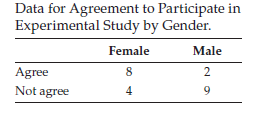 Data for Agreement to Participate in
Experimental Study by Gender.
Female Male
Agree 8 2
Not agree 4 9